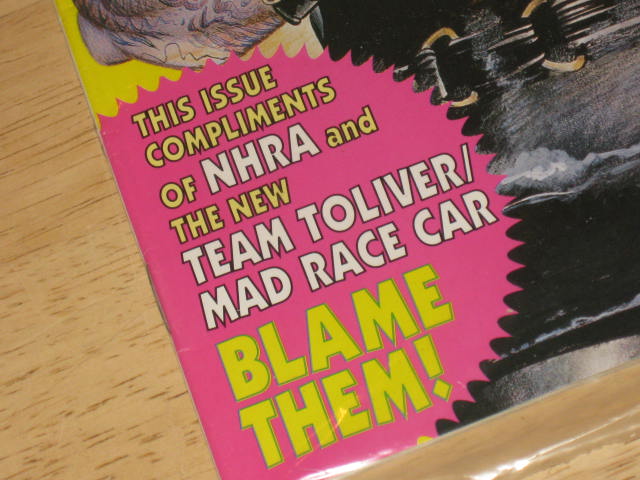 THIS ISSUE
COMPLIMENTS
OF NHRA and
THE NEW
TEAM TOLIVER/
MAD RACE CAR
BLAME
THEM!